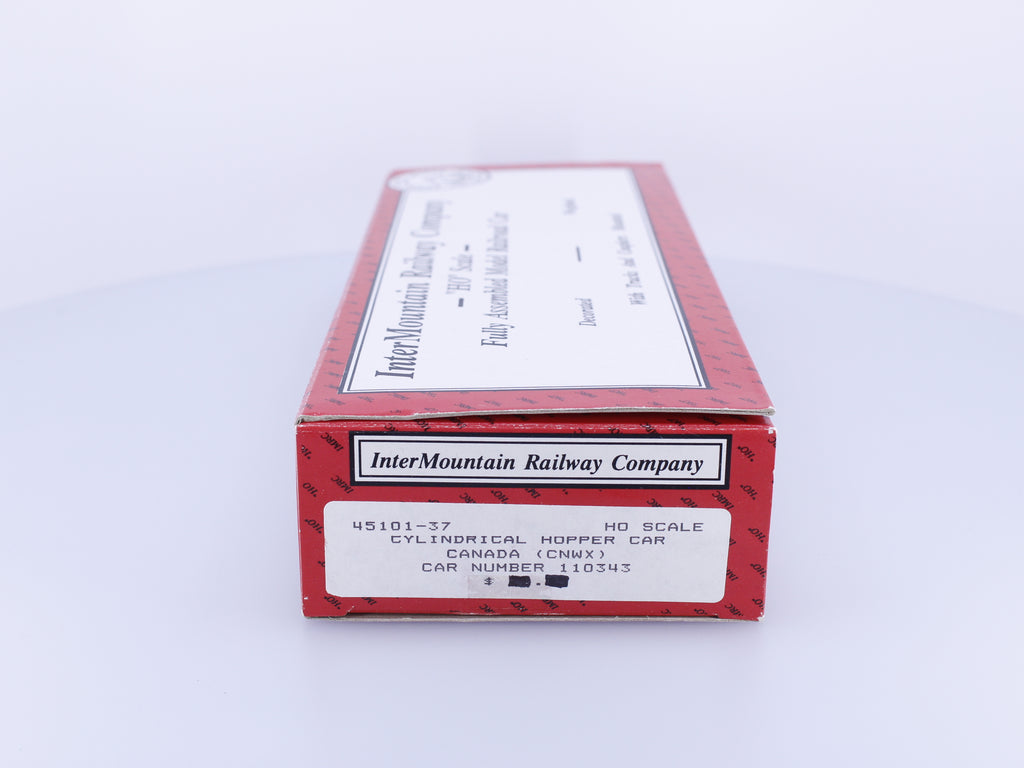 InterMountain Railway Company
"HO" Scale
Fully Assembled Model Railroad Car
Decorated
With Trucks And Couplers
InterMountain Railway Company
45101-37 HO SCALE
CYLINDRICAL HOPPER CAR
CANADA (CNWX)
CAR NUMBER 110343
$ .